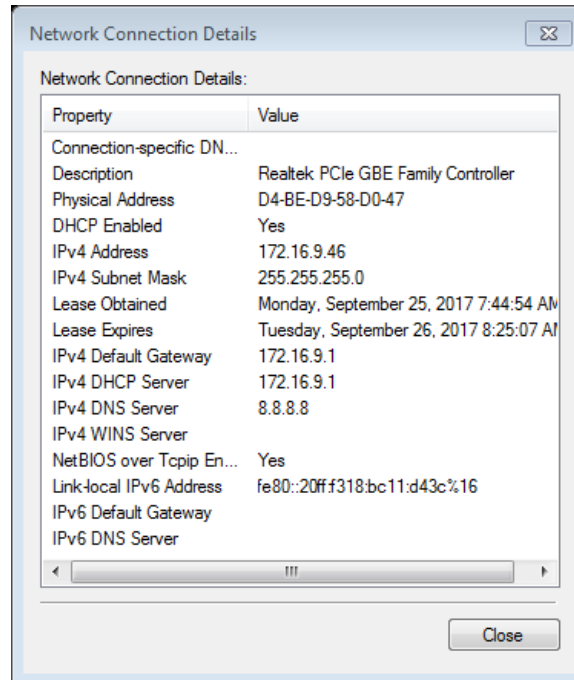 Network Connection Details
Network Connection Details:
Property Value
Connection-specific DN...
Description Realtek PCIe GBE Family Controller
Physical Address D4-BE-D9-58-D0-47
DHCP Enabled Yes
IPv4 Address 172.16.9.46
IPv4 Subnet Mask 255.255.255.0
Lease Obtained Monday, September 25, 2017 7:44:54 AM
Lease Expires Tuesday, September 26, 2017 8:25:07 AM
IPv4 Default Gateway 172.16.9.1
IPv4 DHCP Server 172.16.9.1
IPv4 DNS Server 8.8.8.8
IPv4 WINS Server
NetBIOS over Tcpip En... Yes
Link-local IPv6 Address fe80::20ff:f318:bc11:d43c%16
IPv6 Default Gateway
IPv6 DNS Server
Close